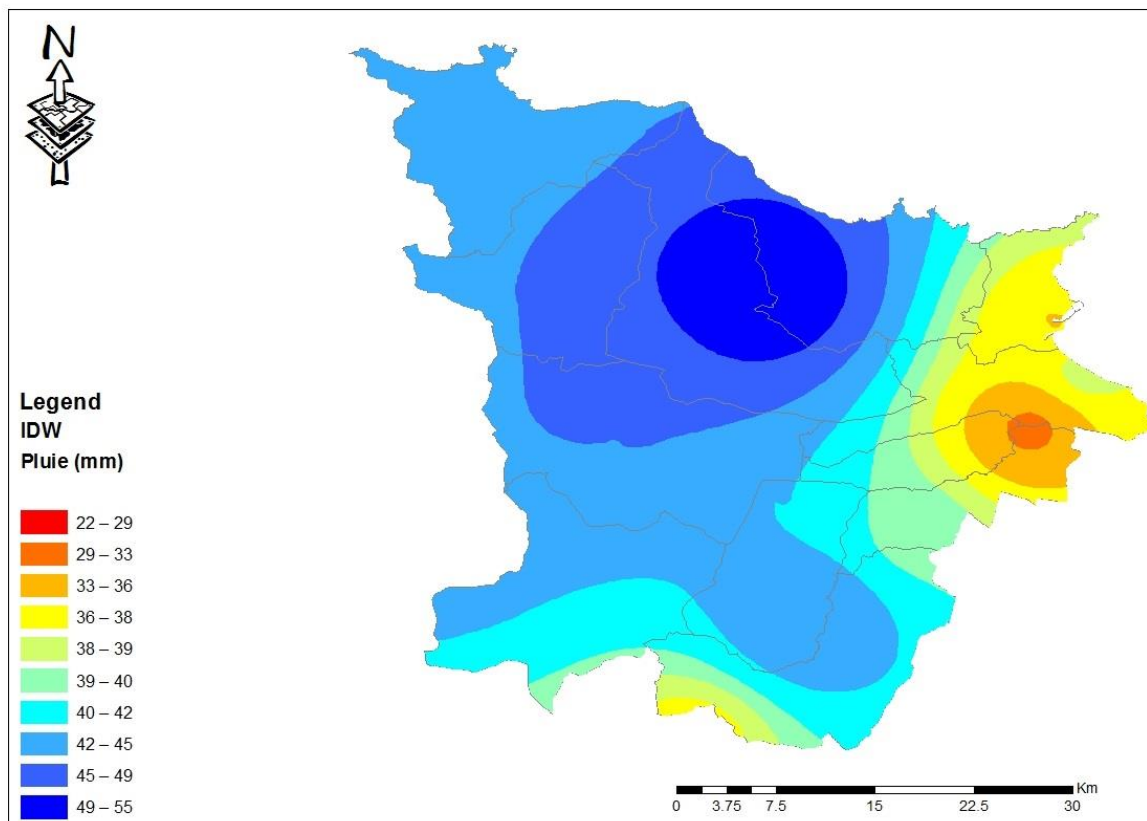 N
Legend
IDW
Pluie (mm)
22 – 29
29 – 33
33 – 36
36 – 38
38 – 39
39 – 40
40 – 42
42 – 45
45 – 49
49 – 55
Km
0 3.75 7.5 15 22.5 30